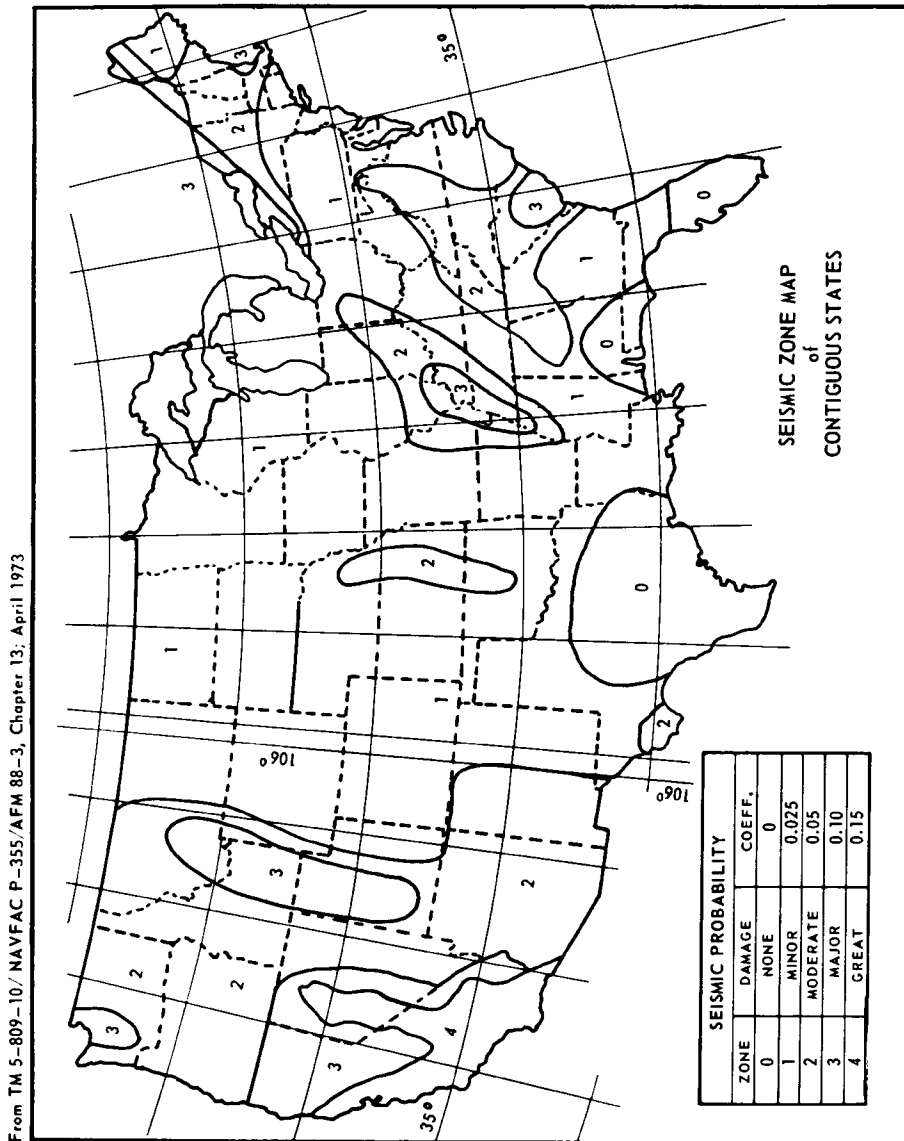 From TM 5-809-10/ NAVFAC P-355/AFM 88-3, Chapter 13; April 1973
SEISMIC ZONE MAP
of
CONTIGUOUS STATES
SEISMIC PROBABILITY
ZONE DAMAGE COEFF.
0 NONE 0
1 MINOR 0.025
2 MODERATE 0.05
3 MAJOR 0.10
4 GREAT 0.15
3
2
2
3
3
4
2
35°
106°
106°
1
1
2
0
2
1
2
3
1
0
1
2
3
0
1
3
2
3
1
35°